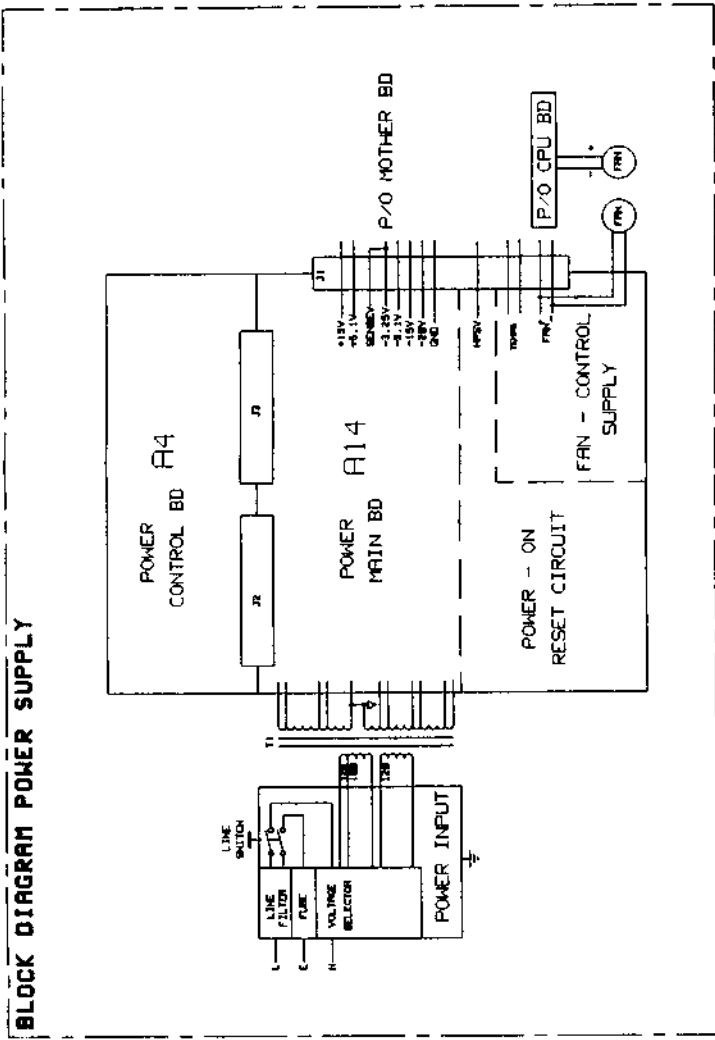 BLOCK DIAGRAM POWER SUPPLY
LINE
SWITCH
LINE
FILTER
FUSE
VOLTAGE
SELECTOR
L
E
N
POWER INPUT
T1
120
POWER
CONTROL BD
A4
J2
J3
POWER
MAIN BD
A14
POWER - ON
RESET CIRCUIT
FAN - CONTROL
SUPPLY
J1
+15V
+5.1V
-3.25V
-5.1V
-15V
GND
FAN
P/O MOTHER BD
P/O CPU BD
- +
FAN
FAN